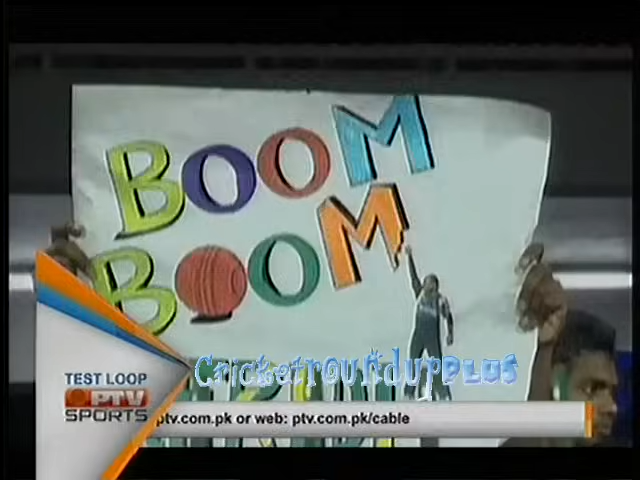 BOOM
BOOM
CricketroundupPLUS
TEST LOOP
PTV
SPORTS
ptv.com.pk or web: ptv.com.pk/cable